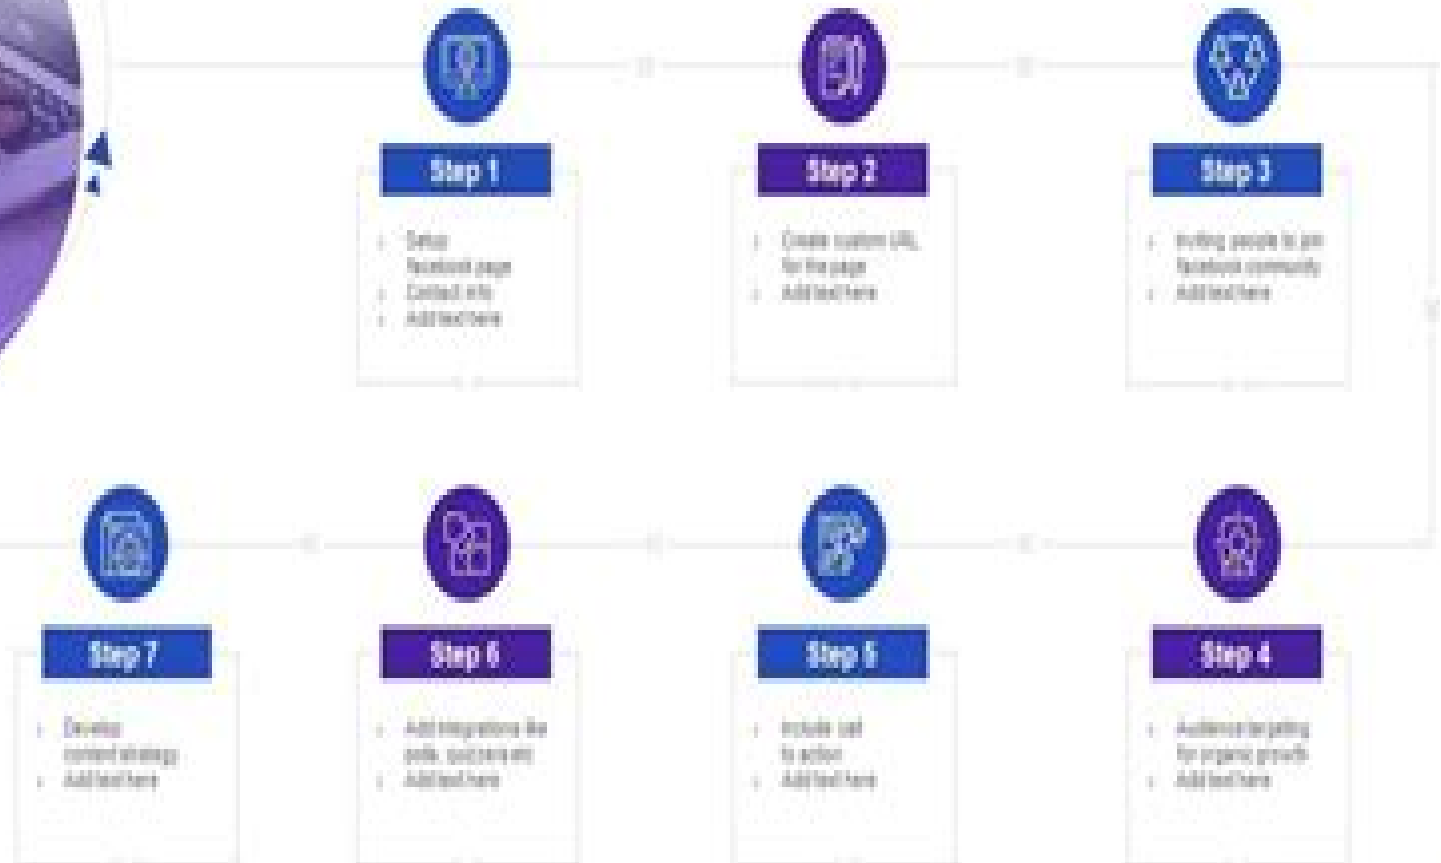 Step 1
Setup
facebook page
Contact info
Add text here
Step 2
Create custom URL
for the page
Add text here
Step 3
Inviting people to join
facebook community
Add text here
Step 7
Develop
content strategy
Add text here
Step 6
Add integrations like
polls, quizzes etc
Add text here
Step 5
Include call
to action
Add text here
Step 4
Audience targeting
for organic growth
Add text here